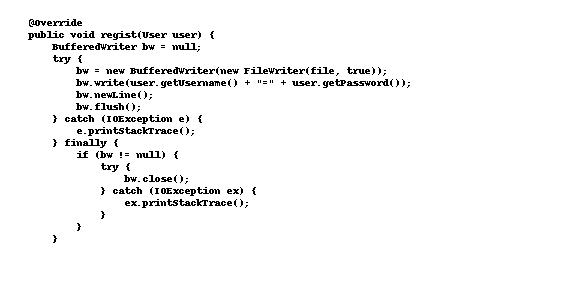 @Override
public void regist(User user) {
    BufferedWriter bw = null;
    try {
        bw = new BufferedWriter(new FileWriter(file, true));
        bw.write(user.getUsername() + "=" + user.getPassword());
        bw.newLine();
        bw.flush();
    } catch (IOException e) {
        e.printStackTrace();
    } finally {
        if (bw != null) {
            try {
                bw.close();
            } catch (IOException ex) {
                ex.printStackTrace();
            }
        }
    }